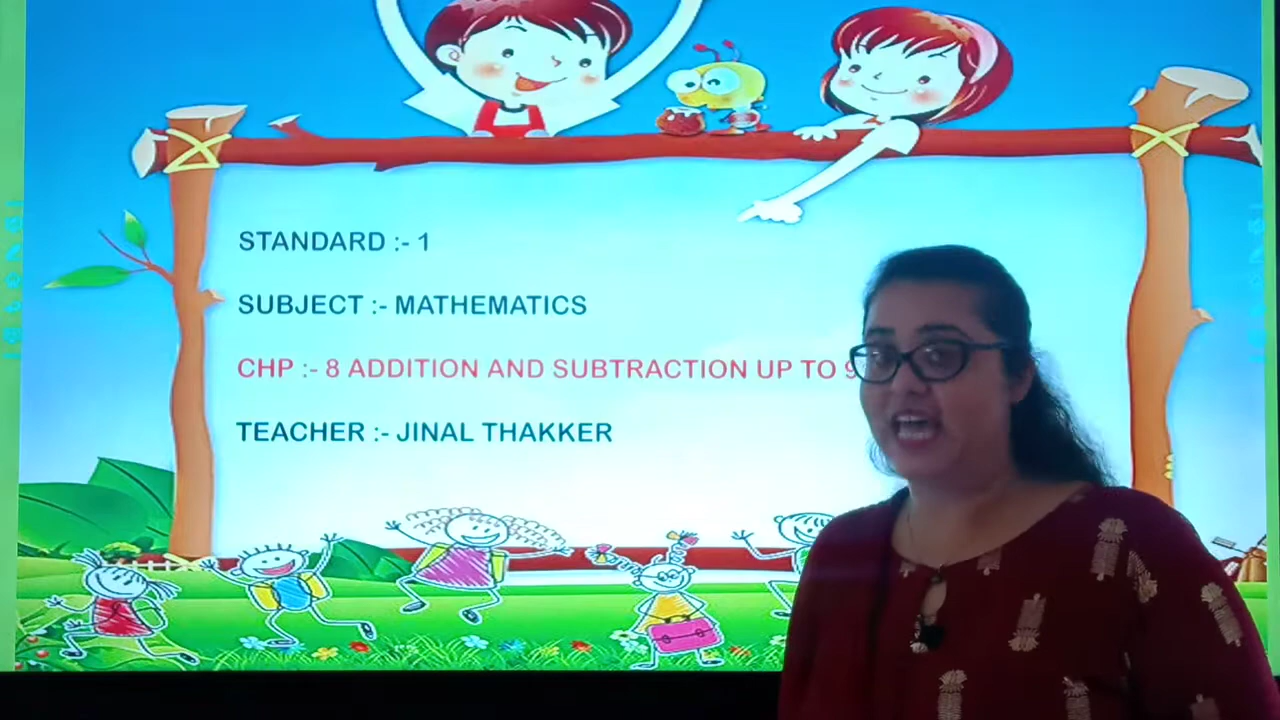 STANDARD :- 1
SUBJECT :- MATHEMATICS
CHP :- 8 ADDITION AND SUBTRACTION UP TO
TEACHER :- JINAL THAKKER